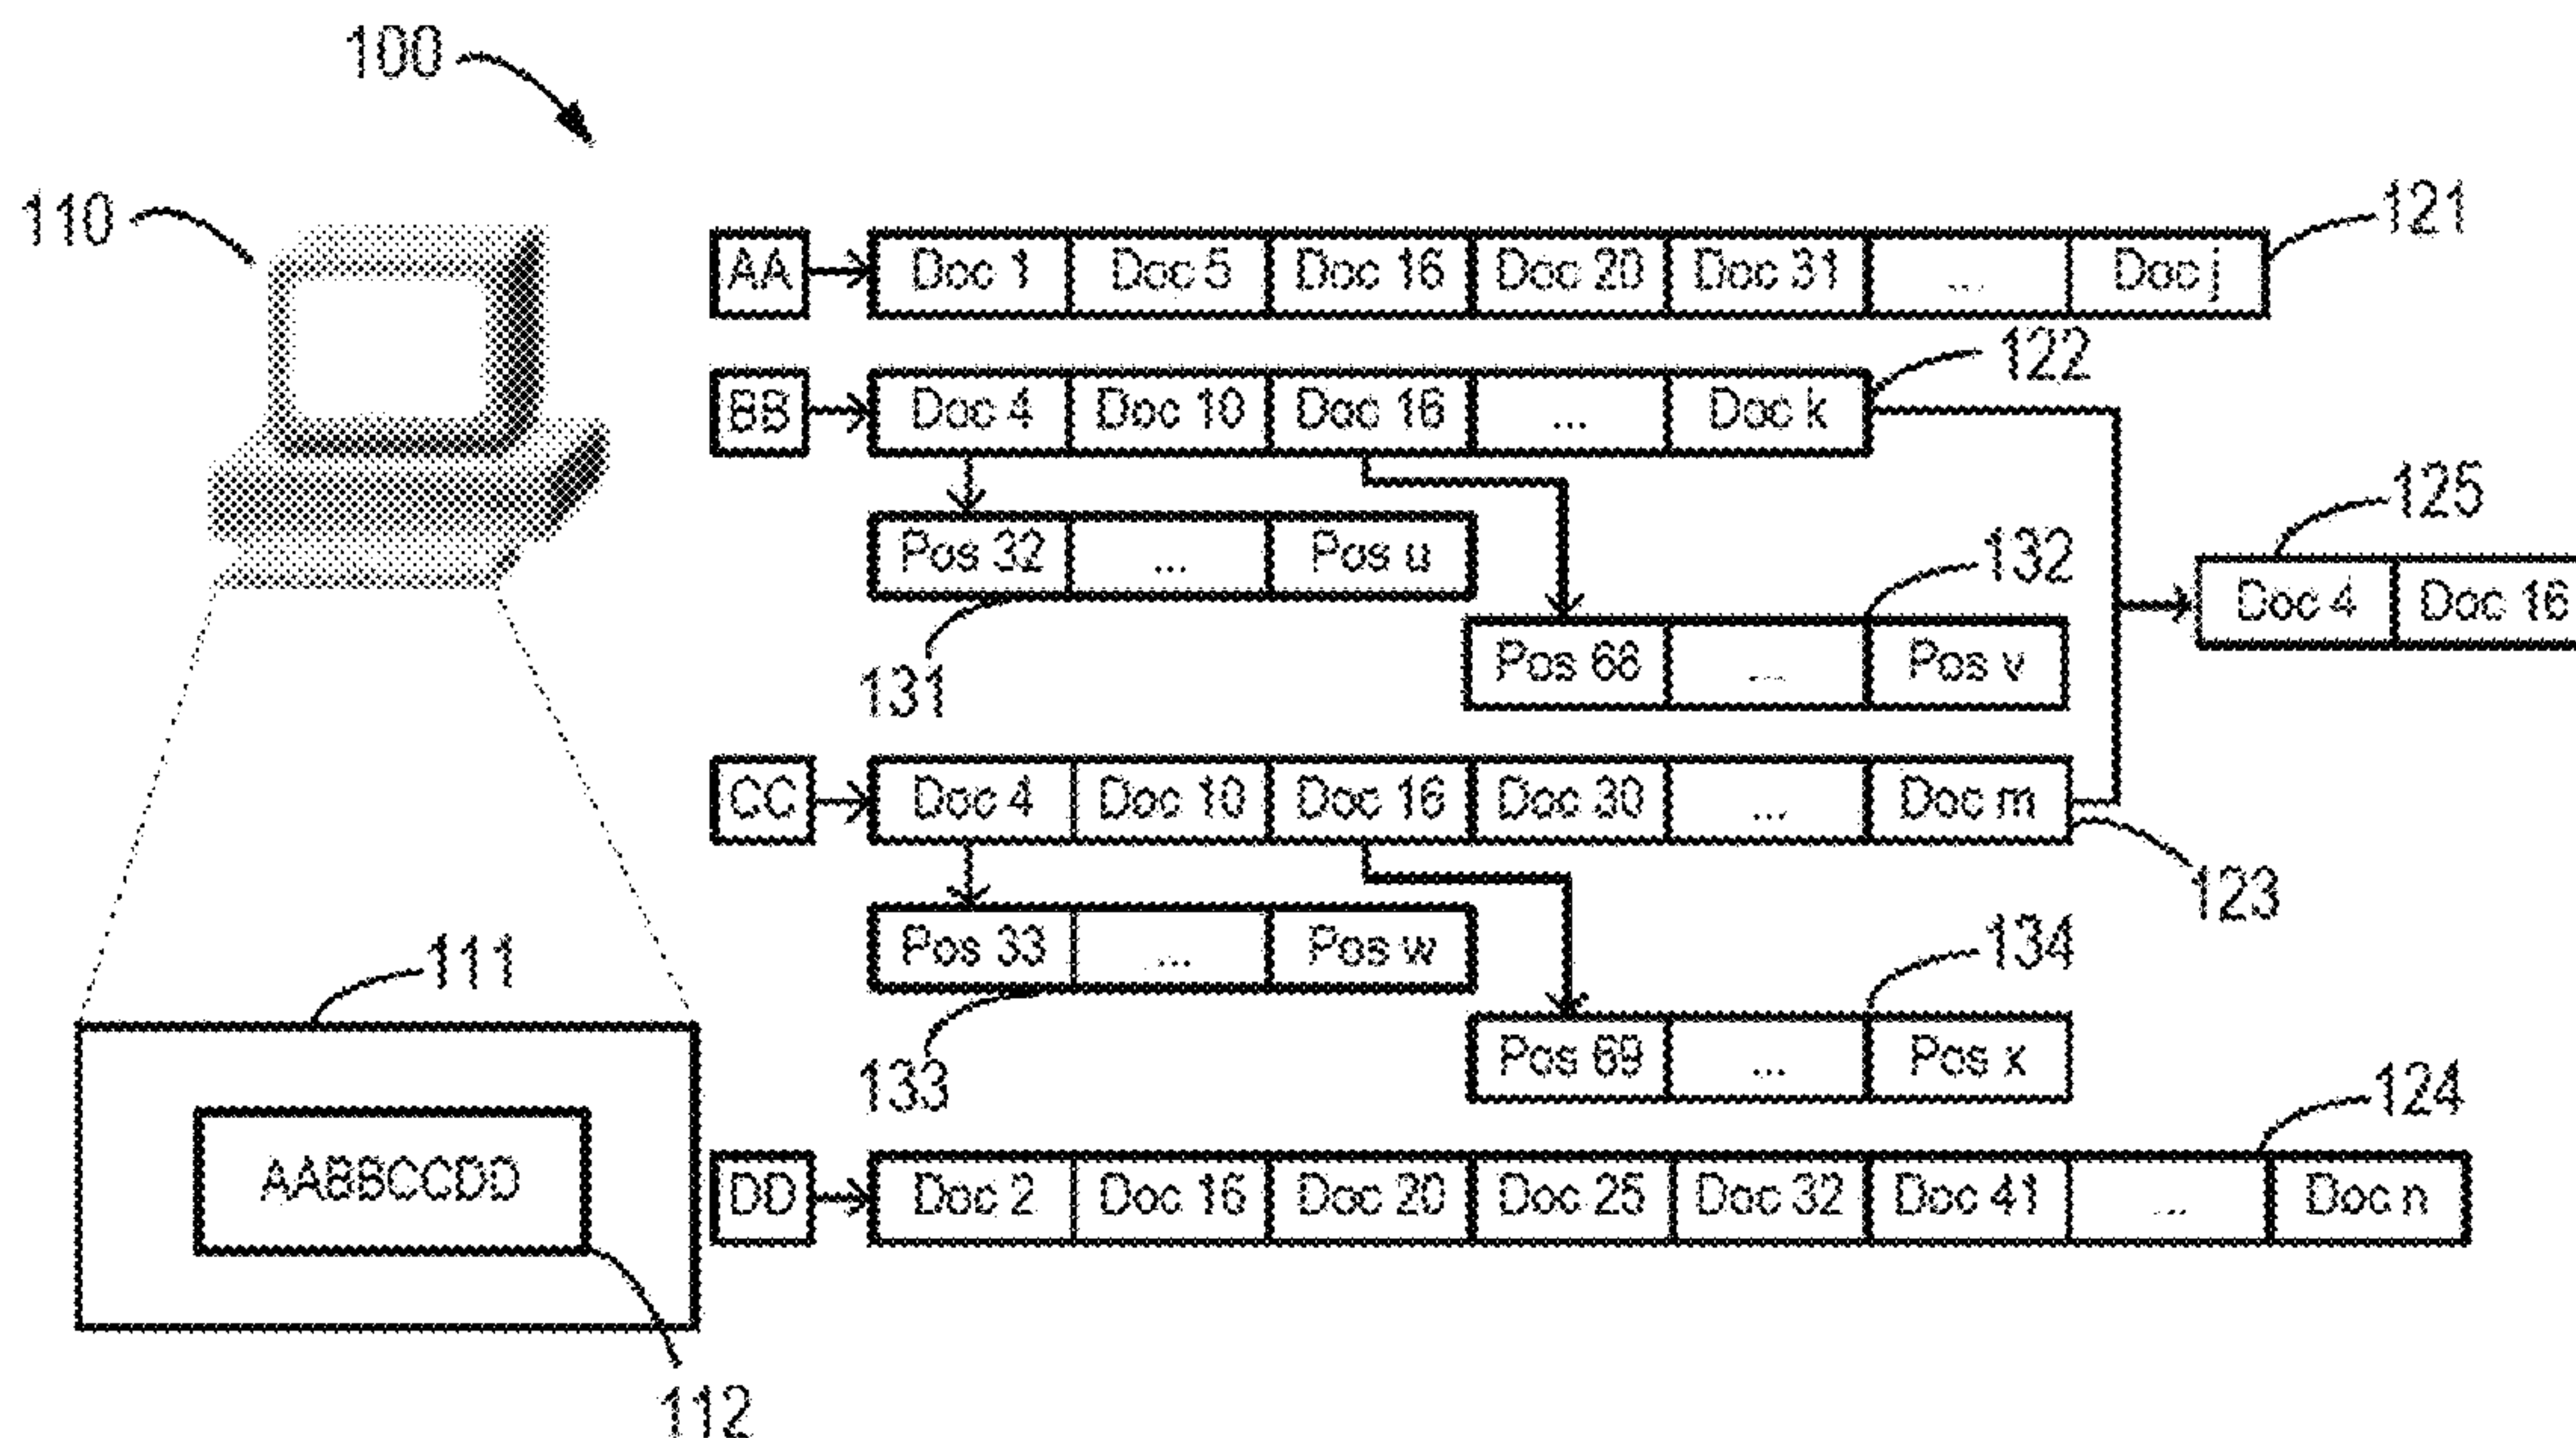 100
110
121
AA Doc 1 Doc 5 Doc 16 Doc 20 Doc 31 ... Doc j
122
BB Doc 4 Doc 10 Doc 16 ... Doc k
125
Pos 32 ... Pos u
132
Doc 4 Doc 16
131
Pos 68 ... Pos v
CC Doc 4 Doc 10 Doc 16 Doc 30 ... Doc m
123
111
Pos 33 ... Pos w
134
133
Pos 69 ... Pos x
124
AABBCCDD
DD Doc 2 Doc 16 Doc 20 Doc 25 Doc 32 Doc 41 ... Doc n
112